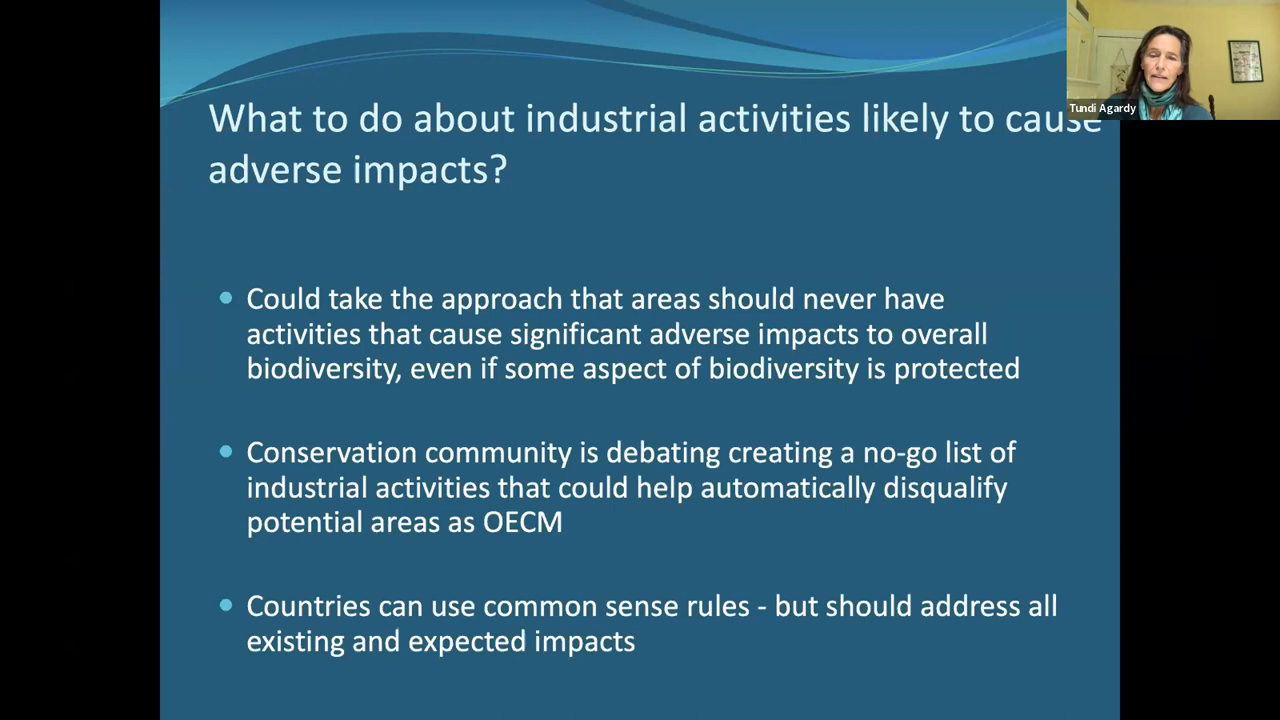 What to do about industrial activities likely to cause
adverse impacts?
Tundi Agardy
Could take the approach that areas should never have
activities that cause significant adverse impacts to overall
biodiversity, even if some aspect of biodiversity is protected
Conservation community is debating creating a no-go list of
industrial activities that could help automatically disqualify
potential areas as OECM
Countries can use common sense rules - but should address all
existing and expected impacts